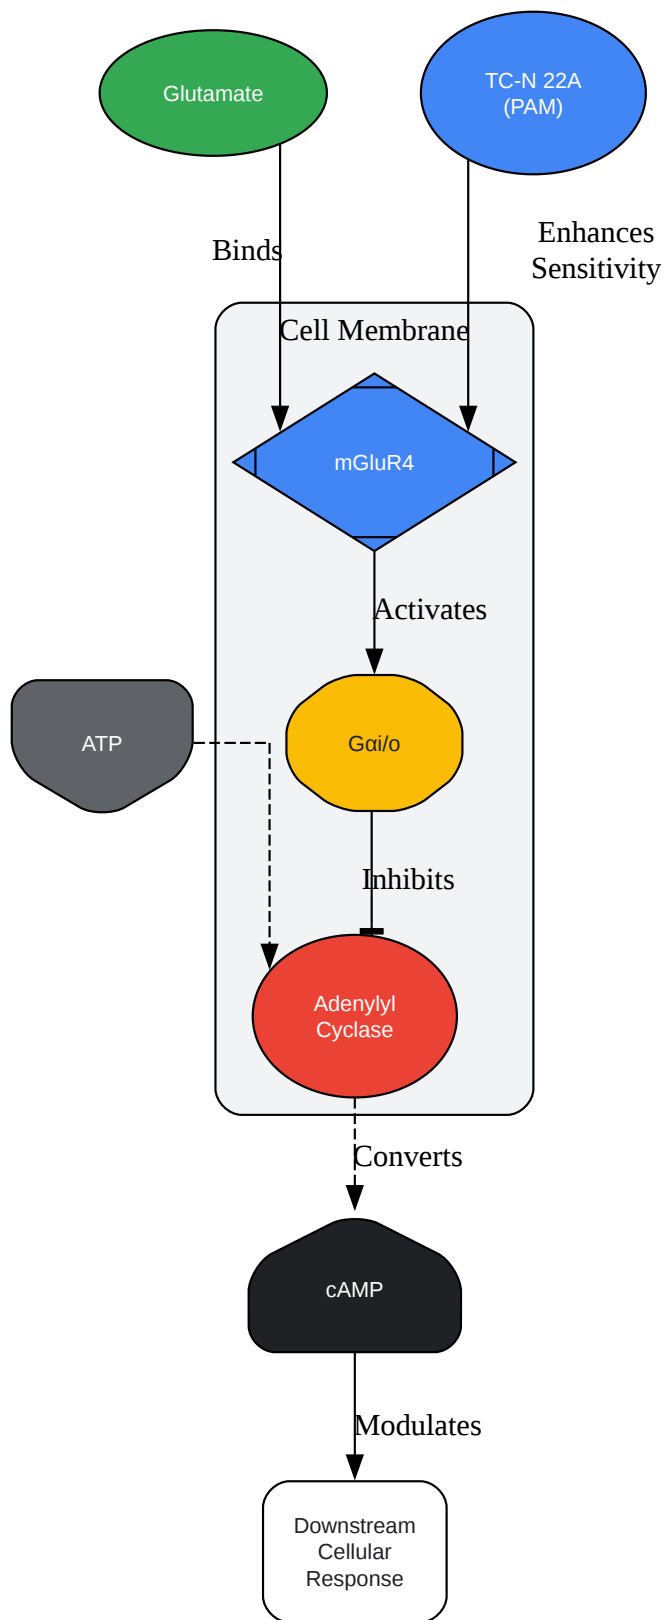 Glutamate
TC-N 22A
(PAM)
Binds
Enhances
Sensitivity
Cell Membrane
mGluR4
Activates
ATP
Gαi/o
Inhibits
Adenylyl
Cyclase
Converts
cAMP
Modulates
Downstream
Cellular
Response